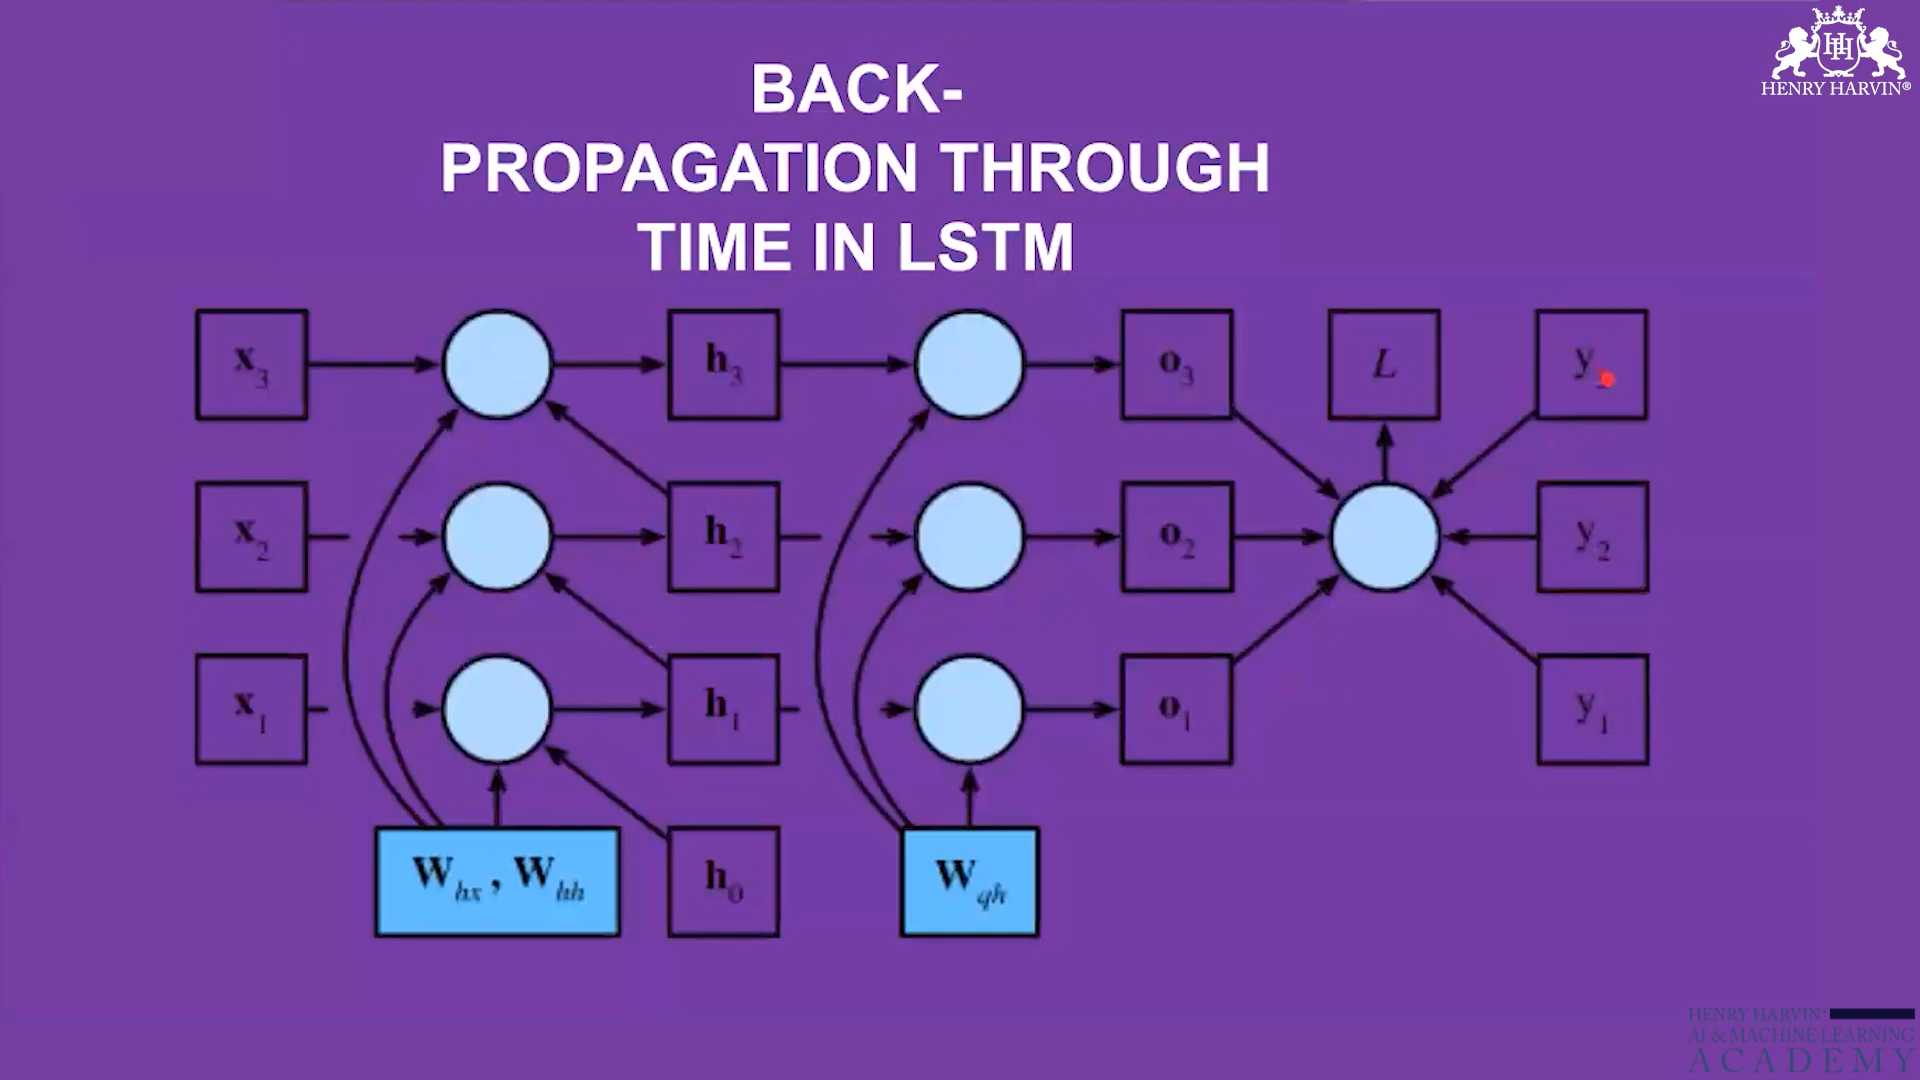 HENRY HARVIN®
BACK-
PROPAGATION THROUGH
TIME IN LSTM
x3 h3 o3 L y
x2 h2 o2 y2
x1 h1 o1 y1
Whx, Whh h0 Wqh
HENRY HARVIN
AI & MACHINE LEARNING
ACADEMY